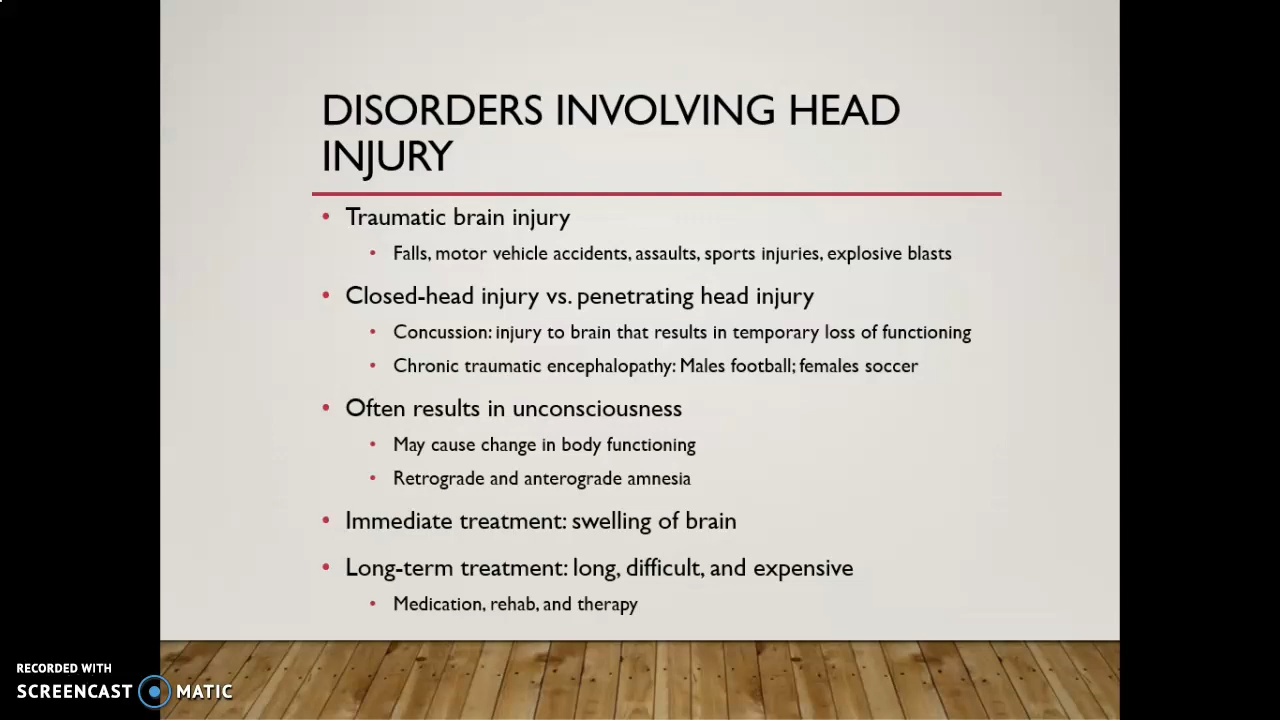 DISORDERS INVOLVING HEAD
INJURY
• Traumatic brain injury
• Falls, motor vehicle accidents, assaults, sports injuries, explosive blasts
• Closed-head injury vs. penetrating head injury
• Concussion: injury to brain that results in temporary loss of functioning
• Chronic traumatic encephalopathy: Males football; females soccer
• Often results in unconsciousness
• May cause change in body functioning
• Retrograde and anterograde amnesia
• Immediate treatment: swelling of brain
• Long-term treatment: long, difficult, and expensive
• Medication, rehab, and therapy
RECORDED WITH
SCREENCAST MATIC